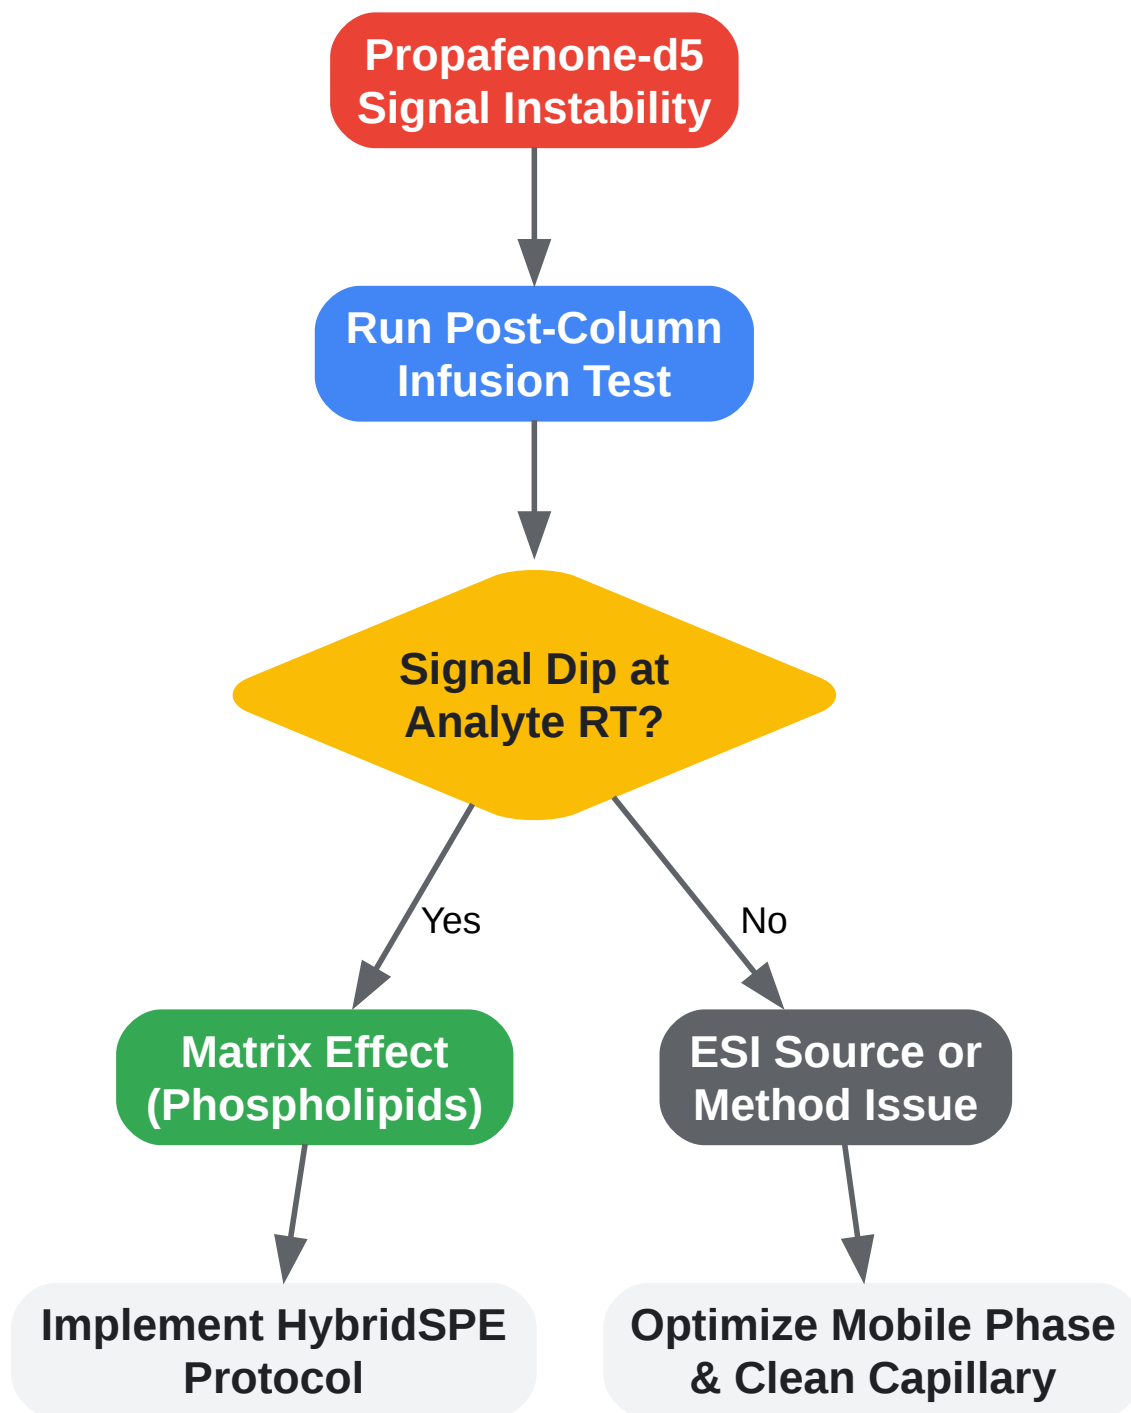 Propafenone-d5
Signal Instability
Run Post-Column
Infusion Test
Signal Dip at
Analyte RT?
Yes
No
Matrix Effect
(Phospholipids)
ESI Source or
Method Issue
Implement HybridSPE
Protocol
Optimize Mobile Phase
& Clean Capillary